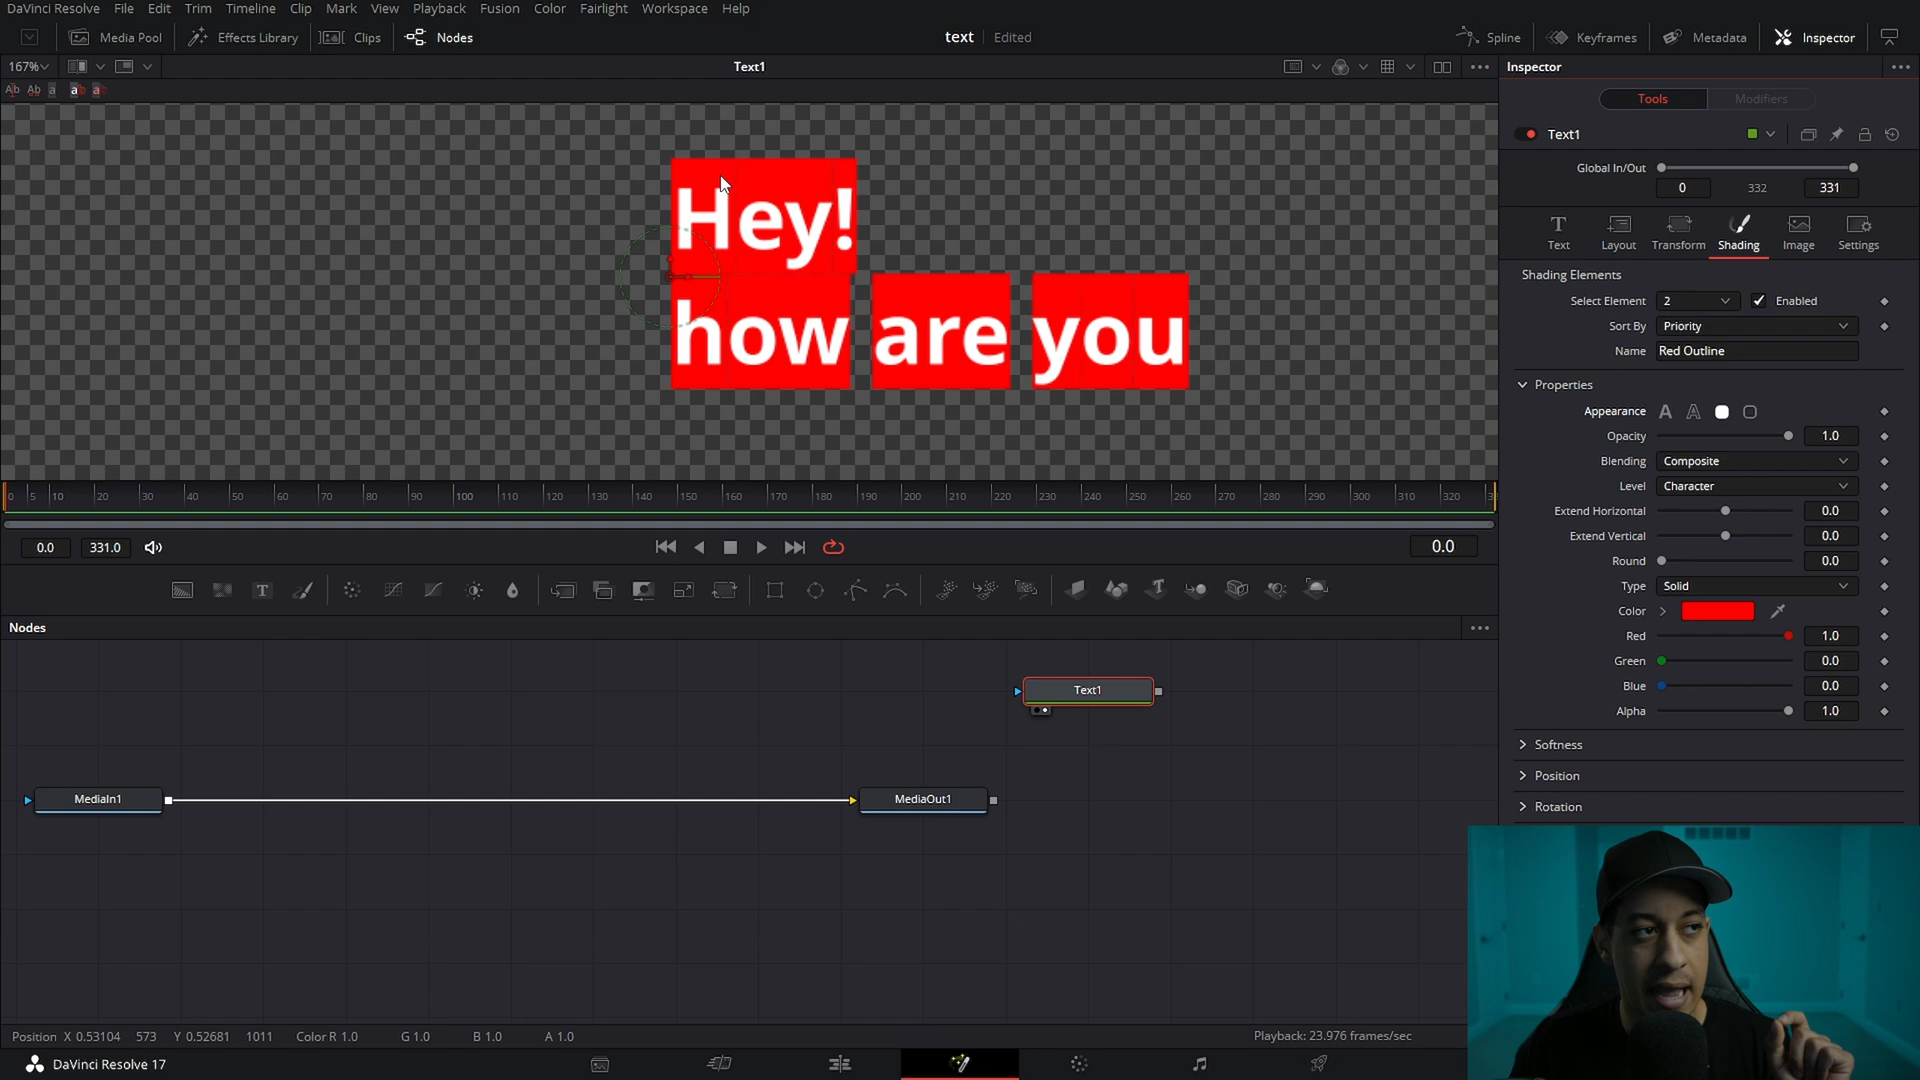 DaVinci Resolve File Edit Trim Timeline Clip Mark View Playback Fusion Color Fairlight Workspace Help
Media Pool Effects Library Clips Nodes text Edited Spline Keyframes Metadata Inspector
167% Text1 Inspector
Ab Ab a a a
Tools Modifiers
Text1
Global In/Out
0 332 331
Text Layout Transform Shading Image Settings
Shading Elements
Select Element 2 Enabled
Sort By Priority
Name Red Outline
Properties
Appearance A A
Opacity 1.0
Blending Composite
Level Character
Extend Horizontal 0.0
Extend Vertical 0.0
Round 0.0
Type Solid
Color
Red 1.0
Green 0.0
Blue 0.0
Alpha 1.0
Softness
Position
Rotation
Hey!
how are you
0 5 10 20 30 40 50 60 70 80 90 100 110 120 130 140 150 160 170 180 190 200 210 220 230 240 250 260 270 280 290 300 310 320
0.0 331.0 0.0
Nodes
Text1
MediaIn1 MediaOut1
Position X 0.53104 573 Y 0.52681 1011 Color R 1.0 G 1.0 B 1.0 A 1.0 Playback: 23.976 frames/sec
DaVinci Resolve 17